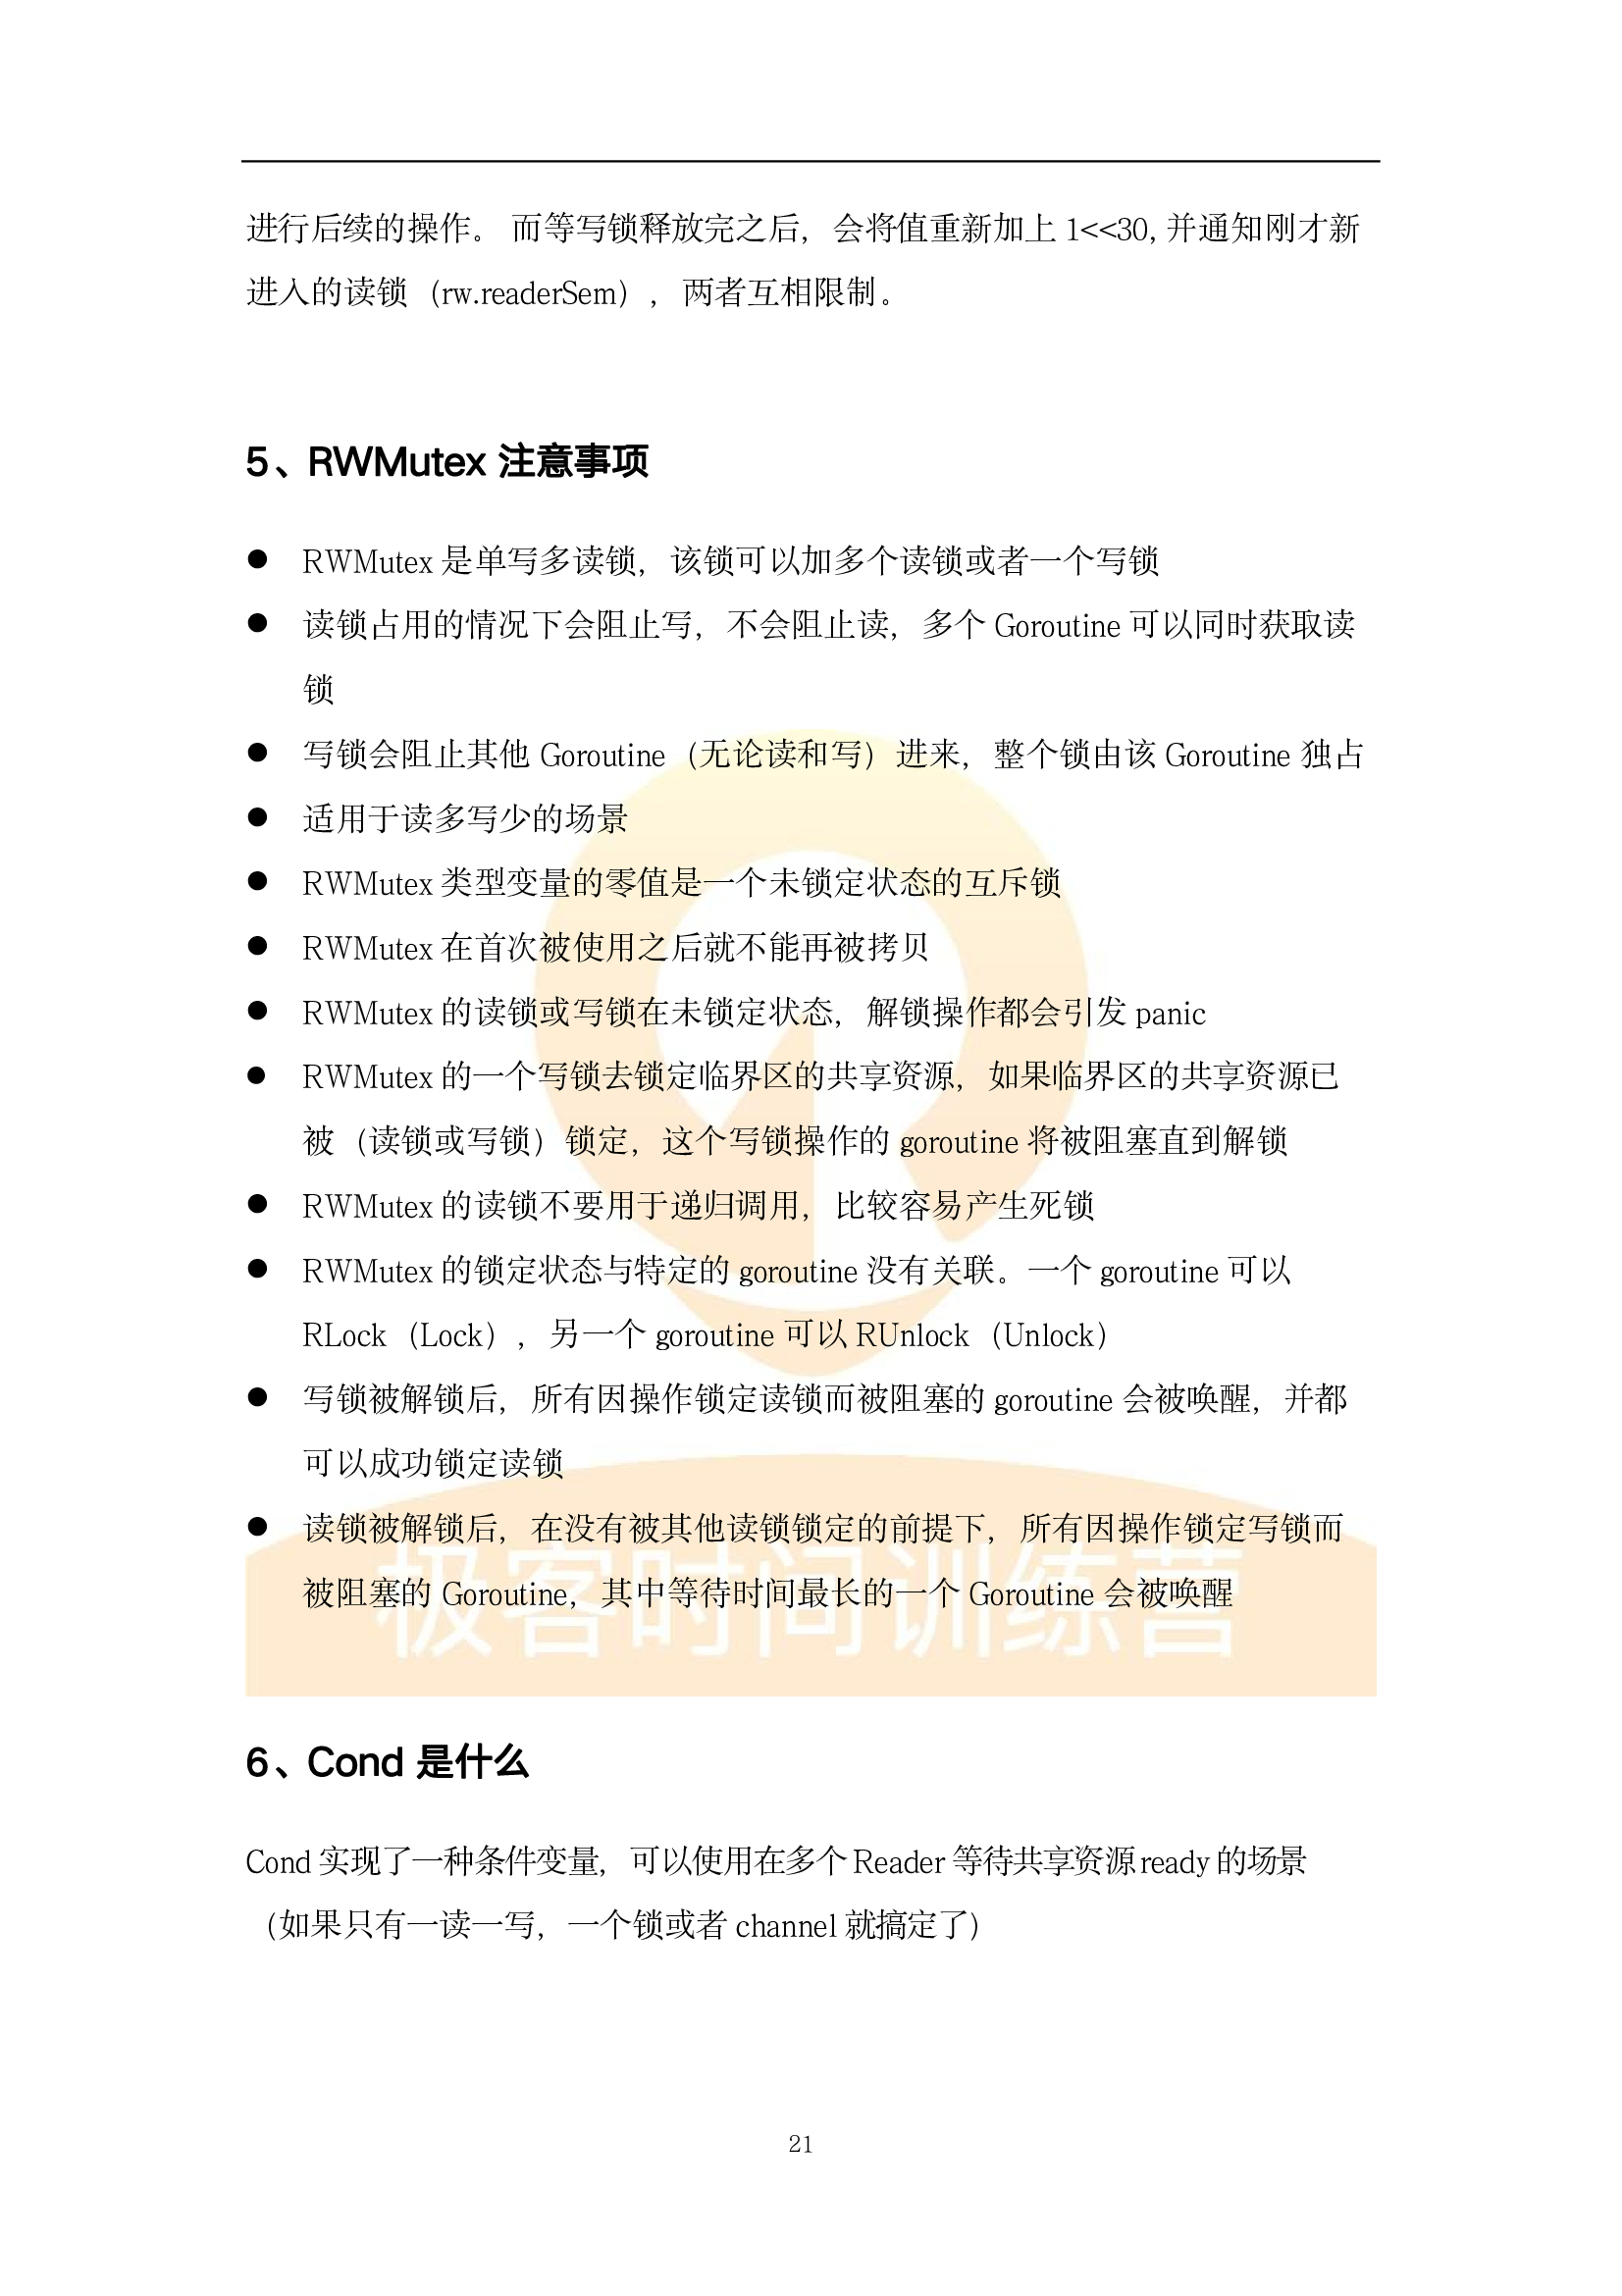 进行后续的操作。 而等写锁释放完之后，会将值重新加上 1<<30, 并通知刚才新
进入的读锁（rw.readerSem），两者互相限制。
5、RWMutex 注意事项
● RWMutex 是单写多读锁，该锁可以加多个读锁或者一个写锁
● 读锁占用的情况下会阻止写，不会阻止读，多个 Goroutine 可以同时获取读
锁
● 写锁会阻止其他 Goroutine（无论读和写）进来，整个锁由该 Goroutine 独占
● 适用于读多写少的场景
● RWMutex 类型变量的零值是一个未锁定状态的互斥锁
● RWMutex 在首次被使用之后就不能再被拷贝
● RWMutex 的读锁或写锁在未锁定状态，解锁操作都会引发 panic
● RWMutex 的一个写锁去锁定临界区的共享资源，如果临界区的共享资源已
被（读锁或写锁）锁定，这个写锁操作的 goroutine 将被阻塞直到解锁
● RWMutex 的读锁不要用于递归调用，比较容易产生死锁
● RWMutex 的锁定状态与特定的 goroutine 没有关联。一个 goroutine 可以
RLock（Lock），另一个 goroutine 可以 RUnlock（Unlock）
● 写锁被解锁后，所有因操作锁定读锁而被阻塞的 goroutine 会被唤醒，并都
可以成功锁定读锁
● 读锁被解锁后，在没有被其他读锁锁定的前提下，所有因操作锁定写锁而
被阻塞的 Goroutine，其中等待时间最长的一个 Goroutine 会被唤醒
极客时间训练营
6、Cond 是什么
Cond 实现了一种条件变量，可以使用在多个 Reader 等待共享资源 ready 的场景
（如果只有一读一写，一个锁或者 channel 就搞定了）
21